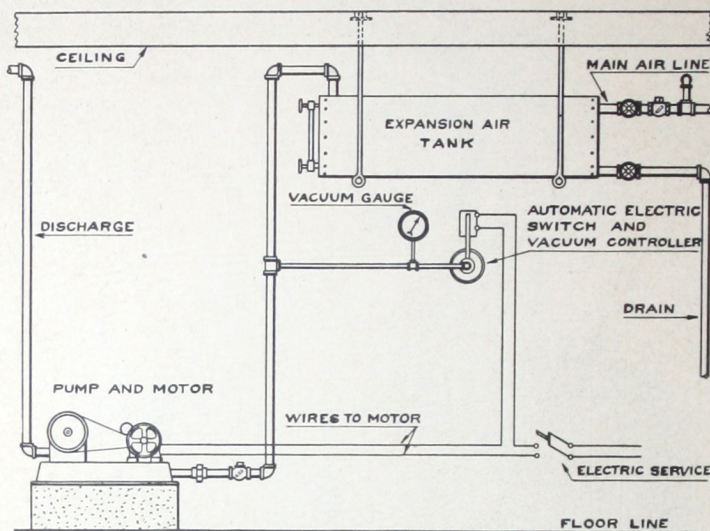 CEILING
MAIN AIR LINE
EXPANSION AIR
TANK
VACUUM GAUGE
AUTOMATIC ELECTRIC
SWITCH AND
VACUUM CONTROLLER
DISCHARGE
DRAIN
PUMP AND MOTOR
WIRES TO MOTOR
ELECTRIC SERVICE
FLOOR LINE